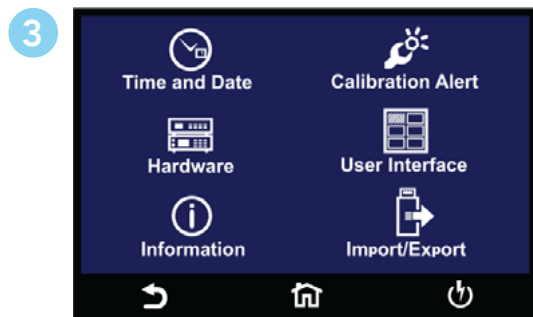 3
Time and Date
Calibration Alert
Hardware
User Interface
Information
Import/Export